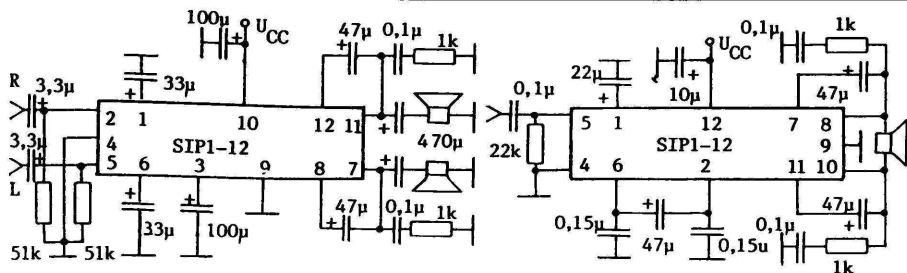 100µ
+
U_CC
47µ
0,1µ
1k
+
R
3,3µ
+
33µ
+
+
2
1
10
12
11
4
SIP1-12
470µ
3,3µ
+
5
6
3
9
8
7
L
+
+
47µ
0,1µ
1k
33µ
100µ
+
51k
51k
0,1µ
1k
U_CC
22µ
+
10µ
+
47µ
0,1µ
5
1
12
7
8
9
22k
SIP1-12
4
6
2
11
10
+
47µ
0,15µ
47µ
0,15u
0,1µ
+
1k